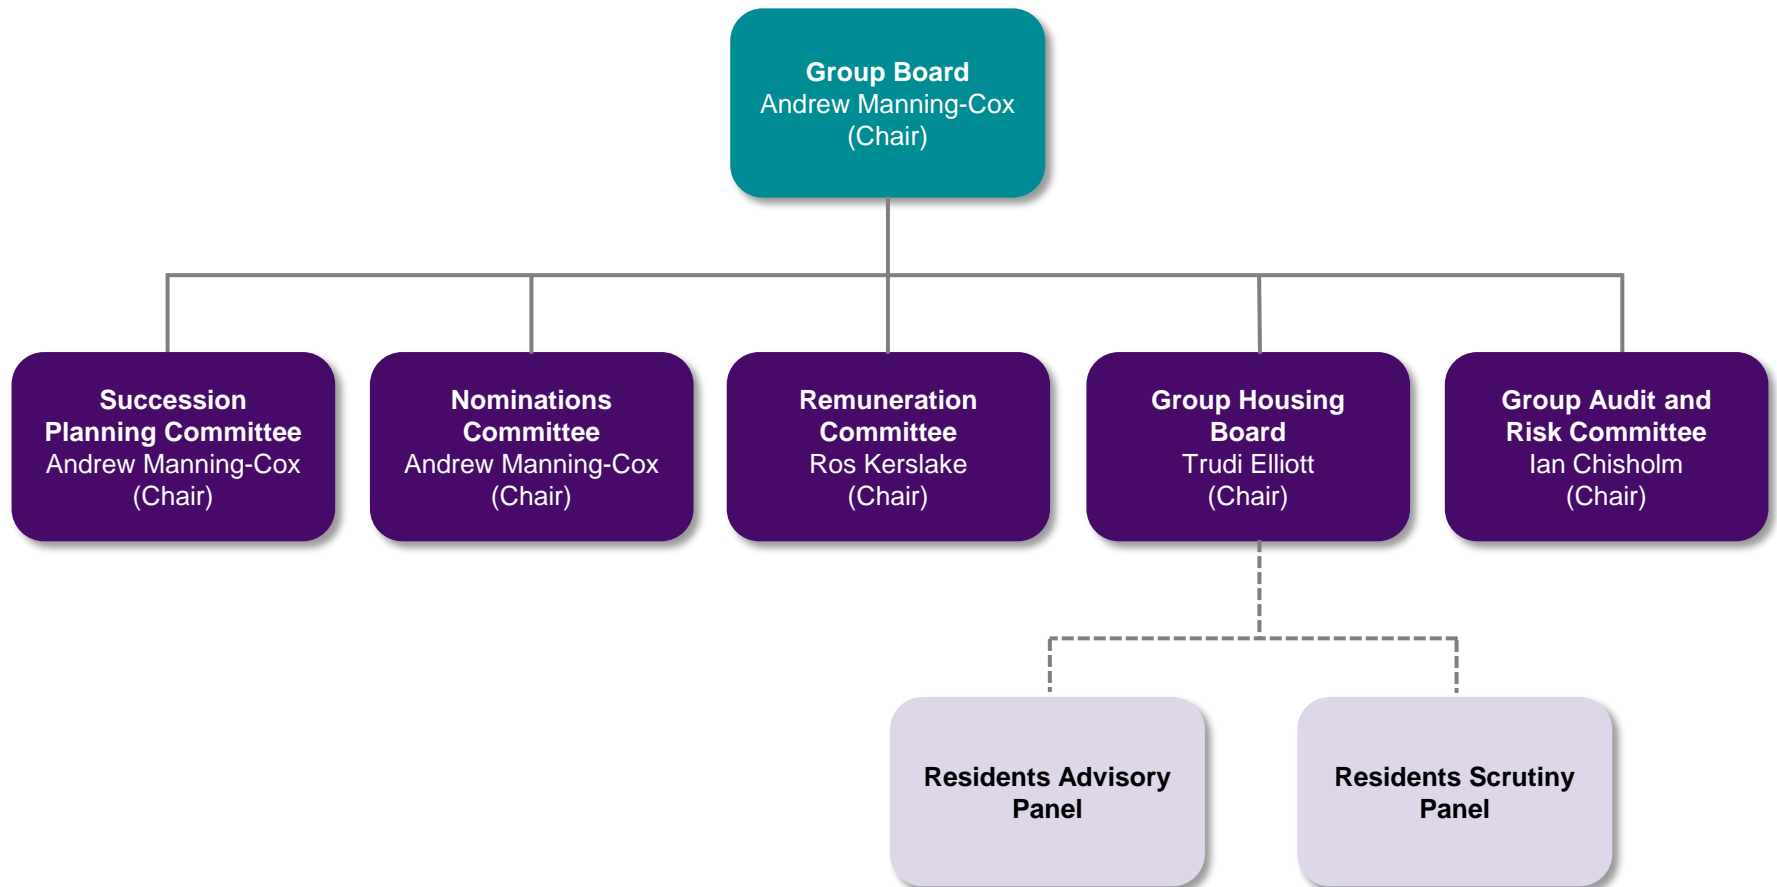 Group Board
Andrew Manning-Cox
(Chair)
Succession
Planning Committee
Andrew Manning-Cox
(Chair)
Nominations
Committee
Andrew Manning-Cox
(Chair)
Remuneration
Committee
Ros Kerslake
(Chair)
Group Housing
Board
Trudi Elliott
(Chair)
Group Audit and
Risk Committee
Ian Chisholm
(Chair)
Residents Advisory
Panel
Residents Scrutiny
Panel